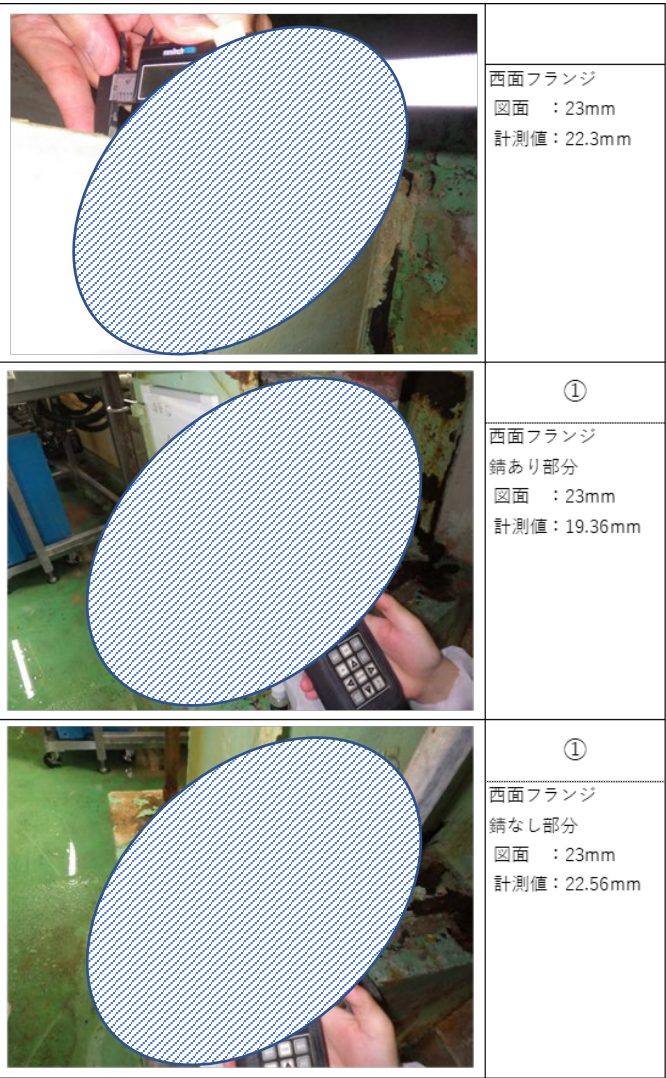 西面フランジ
図面　：23mm
計測値：22.3mm
①
西面フランジ
錆あり部分
図面　：23mm
計測値：19.36mm
①
西面フランジ
錆なし部分
図面　：23mm
計測値：22.56mm